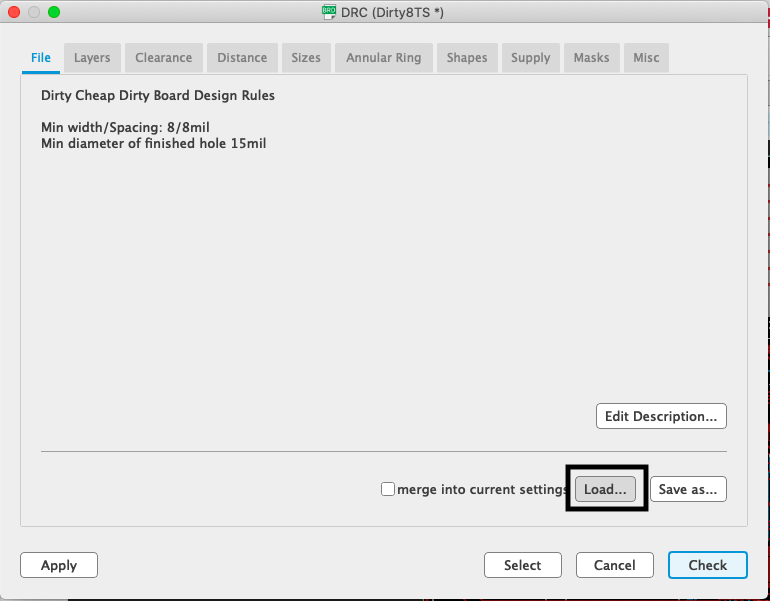 DRC (Dirty8TS *)
File Layers Clearance Distance Sizes Annular Ring Shapes Supply Masks Misc
Dirty Cheap Dirty Board Design Rules
Min width/Spacing: 8/8mil
Min diameter of finished hole 15mil
Edit Description...
merge into current settings Load... Save as...
Apply Select Cancel Check